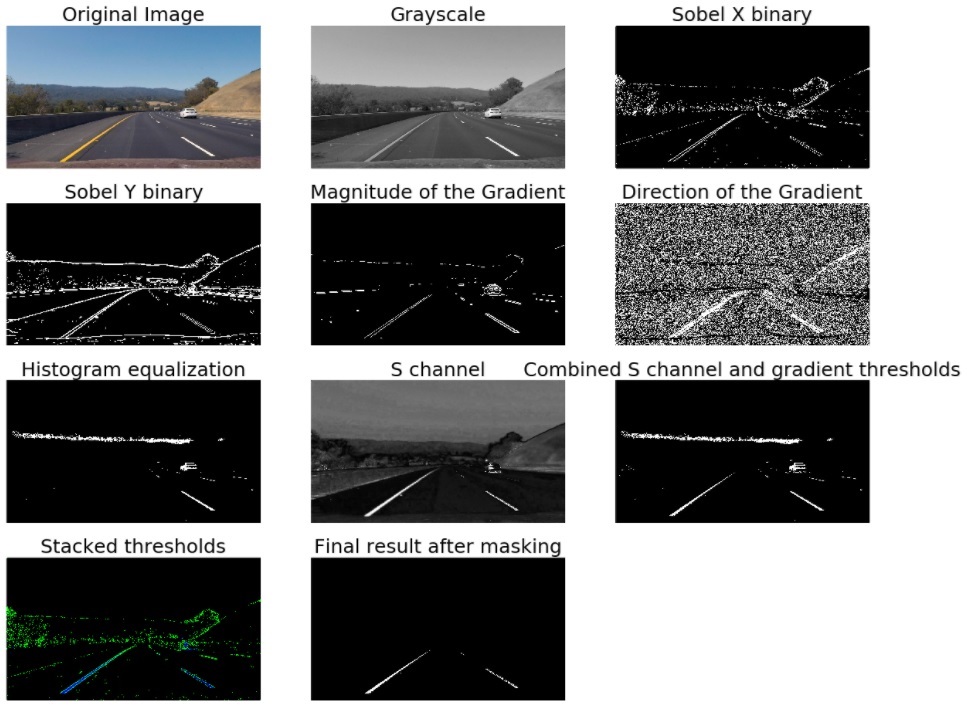 Original Image
Grayscale
Sobel X binary
Sobel Y binary
Magnitude of the Gradient
Direction of the Gradient
Histogram equalization
S channel
Combined S channel and gradient thresholds
Stacked thresholds
Final result after masking